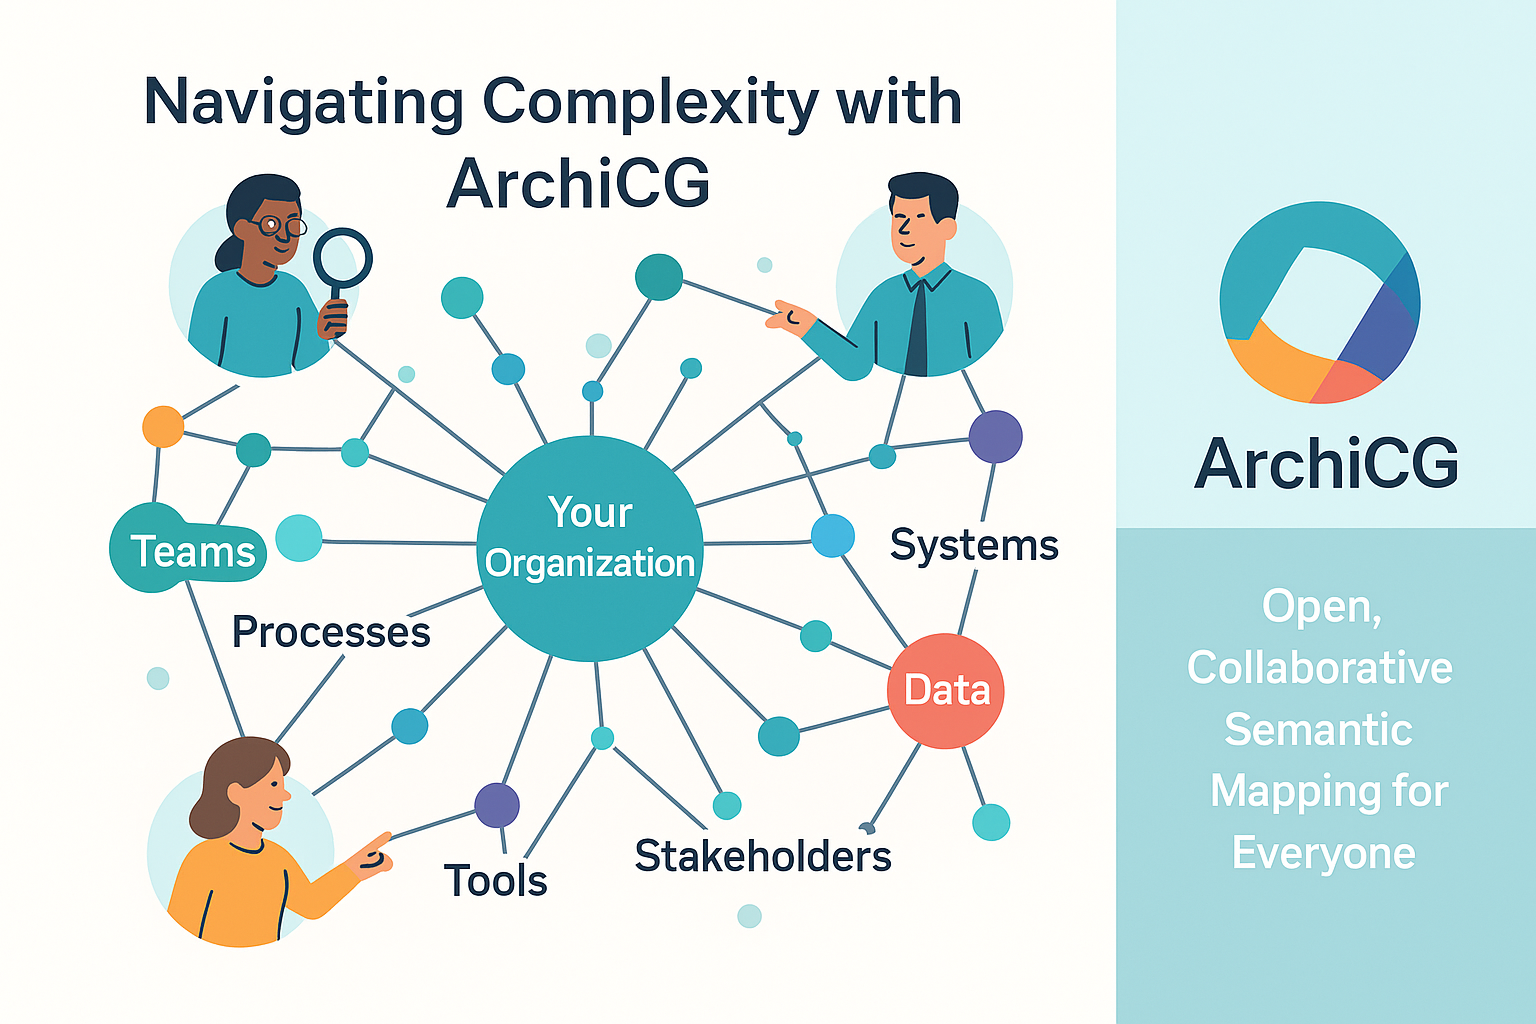 Navigating Complexity with
ArchiCG
Your
Organization
Teams
Processes
Systems
Data
Tools
Stakeholders
ArchiCG
Open,
Collaborative
Semantic
Mapping for
Everyone